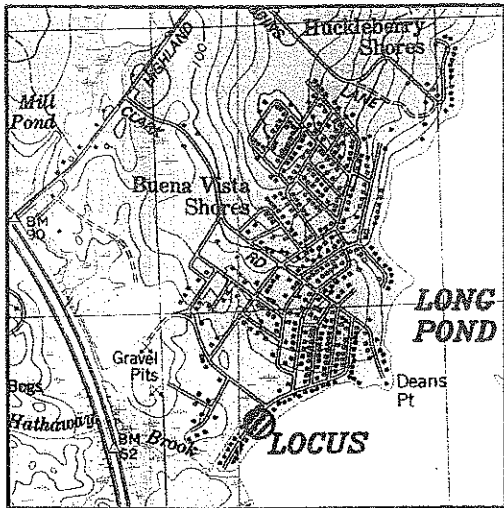 Huckleberry
Shores
HIGHLAND
HEIGHTS
LANE
100
Mill
Pond
CLARK
Buena Vista
Shores
BM
90
RD
LONG
POND
Gravel
Pits
Deans
Pt
Bogs
Hathaway
Brook
BM
52
LOCUS